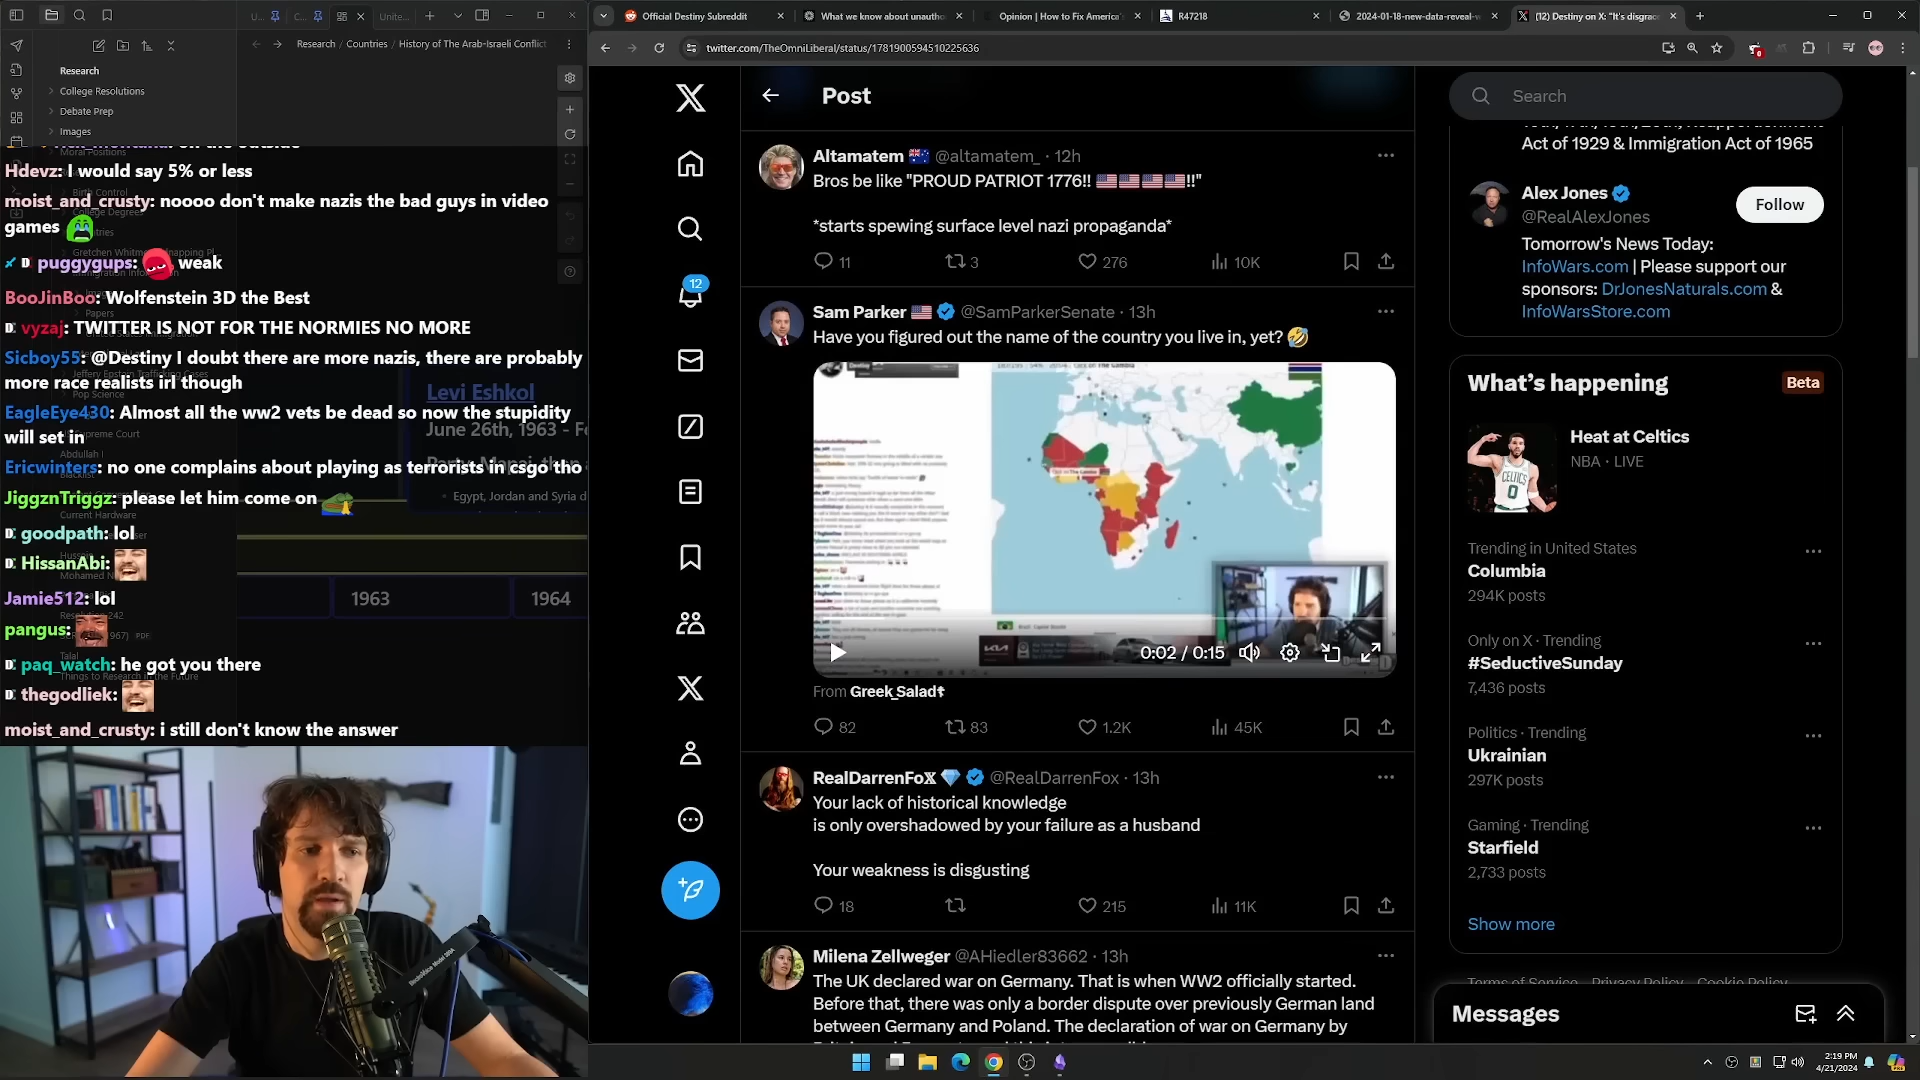 Official Destiny Subreddit
What we know about unautho
Opinion | How to Fix America'
R47218
2024-01-18-new-data-reveal-v
(12) Destiny on X: "It's disgrac
twitter.com/TheOmniLiberal/status/1781900594510225636
Research / Countries / History of The Arab-Israeli Conflict
Research
College Resolutions
Debate Prep
Images
Hdevz: I would say 5% or less
moist_and_crusty: noooo don't make nazis the bad guys in video
games
puggygups: weak
BooJinBoo: Wolfenstein 3D the Best
vyzaj: TWITTER IS NOT FOR THE NORMIES NO MORE
Sicboy55: @Destiny I doubt there are more nazis, there are probably
more race realists irl though
EagleEye430: Almost all the ww2 vets be dead so now the stupidity
will set in
Ericwinters: no one complains about playing as terrorists in csgo tho
JiggznTriggz: please let him come on
goodpath: lol
HissanAbi:
Jamie512: lol
pangus:
paq_watch: he got you there
thegodliek:
moist_and_crusty: i still don't know the answer
Levi Eshkol
June 26th, 1963 - Fe
Egypt, Jordan and Syria d
1963
1964
Post
Altamatem @altamatem_ · 12h
Bros be like "PROUD PATRIOT 1776!! !!"
*starts spewing surface level nazi propaganda*
11 3 276 10K
Sam Parker @SamParkerSenate · 13h
Have you figured out the name of the country you live in, yet?
0:02 / 0:15
From Greek_Salad
82 83 1.2K 45K
RealDarrenFoX @RealDarrenFox · 13h
Your lack of historical knowledge
is only overshadowed by your failure as a husband
Your weakness is disgusting
18 215 11K
Milena Zellweger @AHiedler83662 · 13h
The UK declared war on Germany. That is when WW2 officially started.
Before that, there was only a border dispute over previously German land
between Germany and Poland. The declaration of war on Germany by
12
Search
Act of 1929 & Immigration Act of 1965
Alex Jones
@RealAlexJones
Follow
Tomorrow's News Today:
InfoWars.com | Please support our
sponsors: DrJonesNaturals.com &
InfoWarsStore.com
What's happening
Beta
Heat at Celtics
NBA · LIVE
Trending in United States
Columbia
294K posts
Only on X · Trending
#SeductiveSunday
7,436 posts
Politics · Trending
Ukrainian
297K posts
Gaming · Trending
Starfield
2,733 posts
Show more
Terms of Service Privacy Policy Cookie Policy
Messages
2:19 PM
4/21/2024